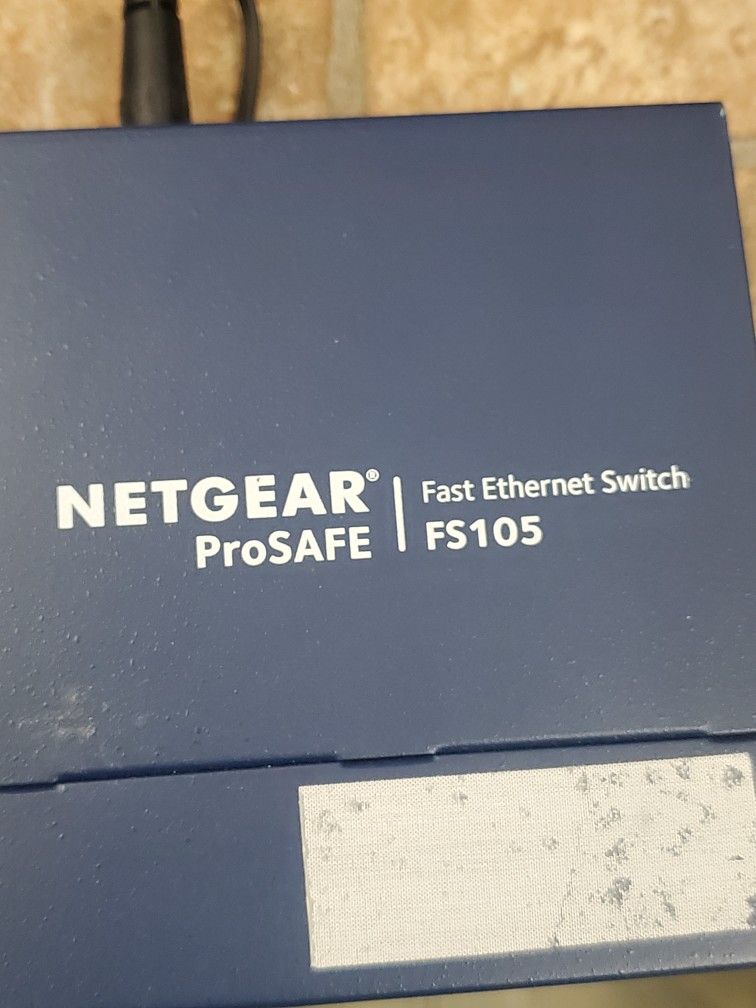 NETGEAR®
ProSAFE
Fast Ethernet Switch
FS105